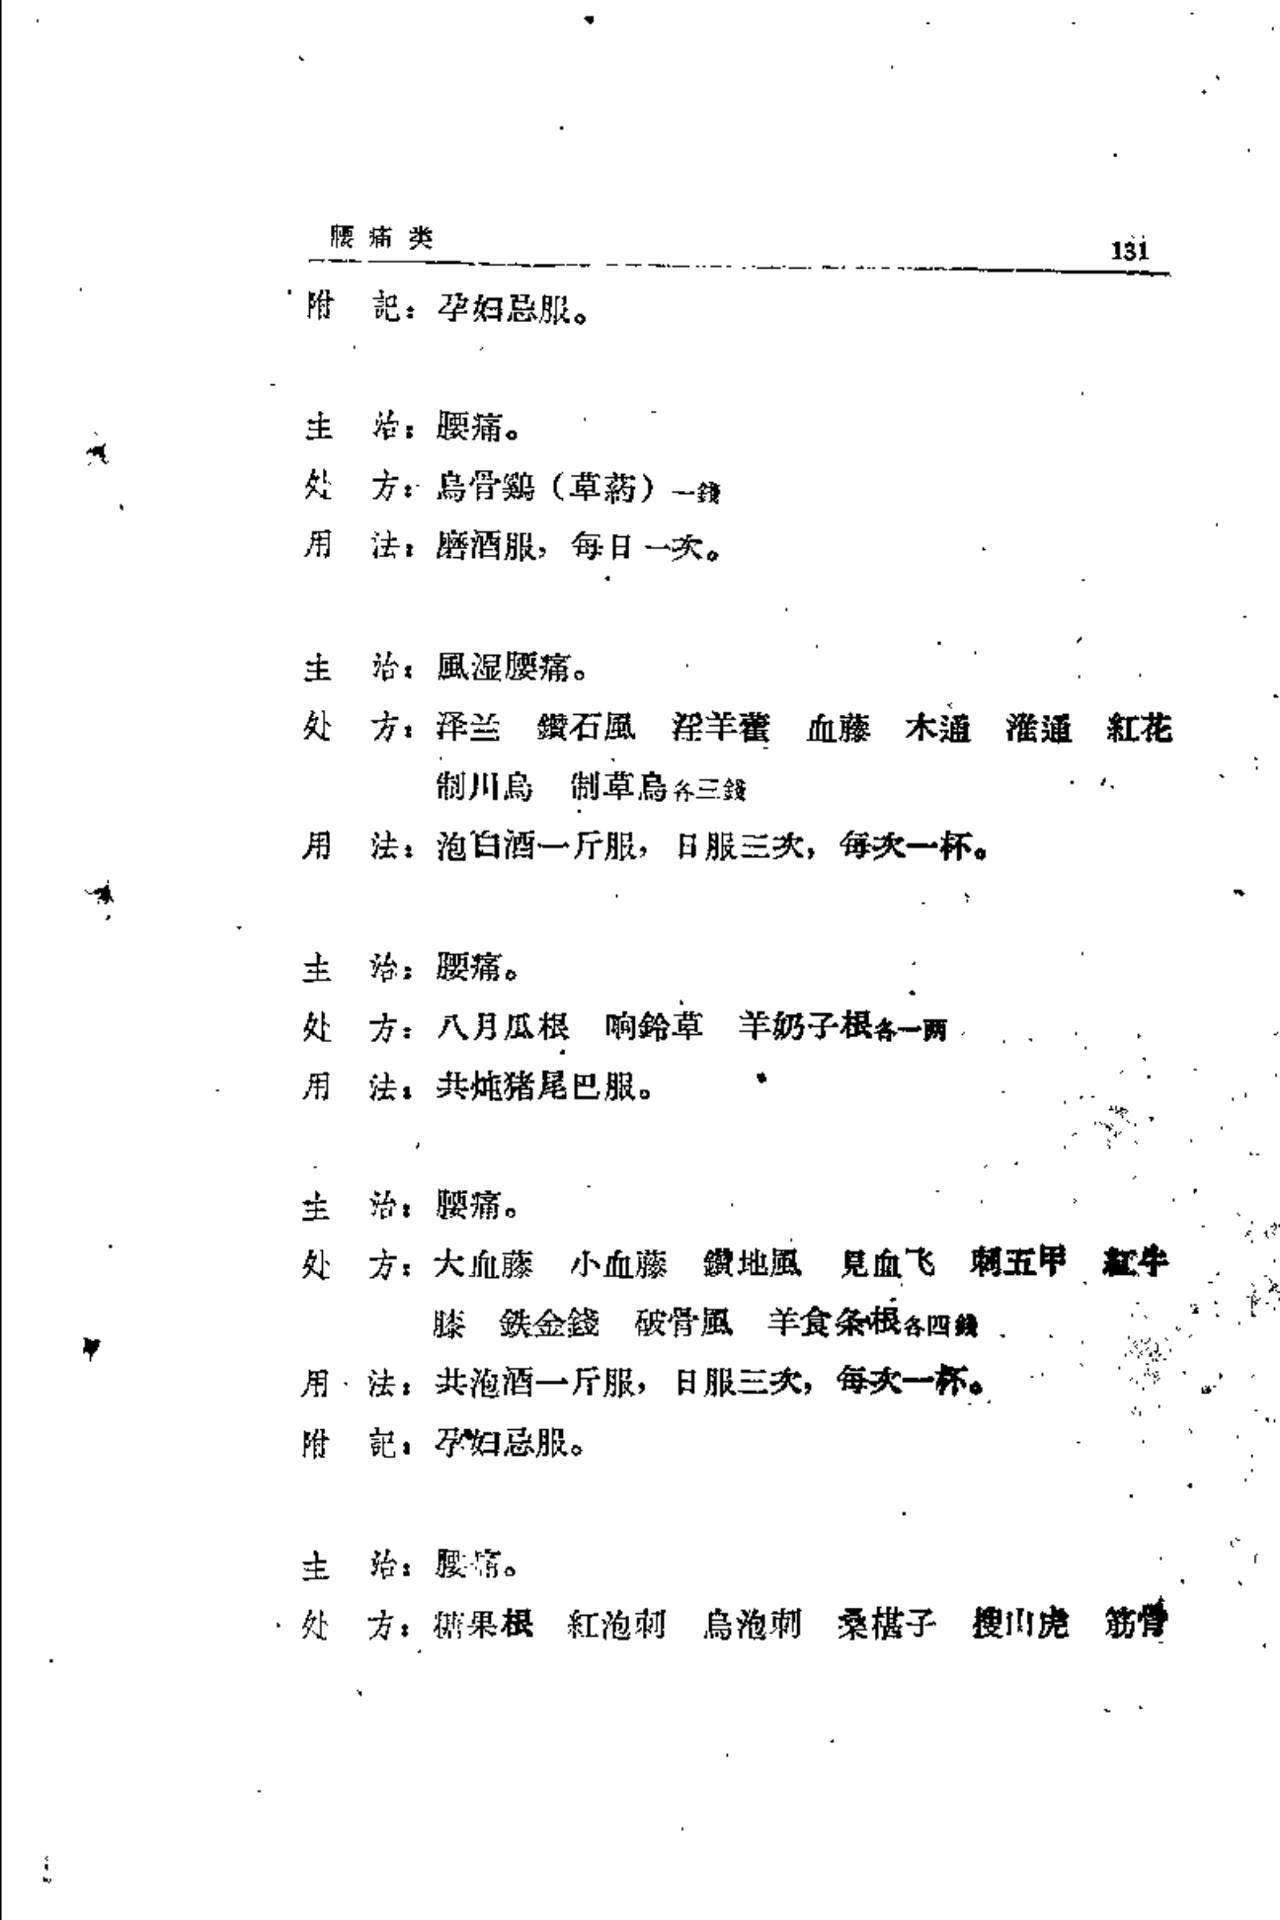 腰痛类 131
附 記：孕妇忌服。
主 治：腰痛。
处 方：烏骨鷄（草葯）一錢
用 法：磨酒服，每日一次。
主 治：風湿腰痛。
处 方：泽兰 鑽石風 淫羊藿 血藤 木通 淮通 紅花
制川烏 制草烏各三錢
用 法：泡白酒一斤服，日服三次，每次一杯。
主 治：腰痛。
处 方：八月瓜根 响鈴草 羊奶子根各一两
用 法：共炖猪尾巴服。
主 治：腰痛。
处 方：大血藤 小血藤 鑽地風 見血飞 刺五甲 紅牛
膝 鉄金錢 破骨風 羊食条根各四錢
用 法：共泡酒一斤服，日服三次，每次一杯。
附 記：孕妇忌服。
主 治：腰痛。
处 方：糖果根 紅泡刺 烏泡刺 桑椹子 搜山虎 筋骨